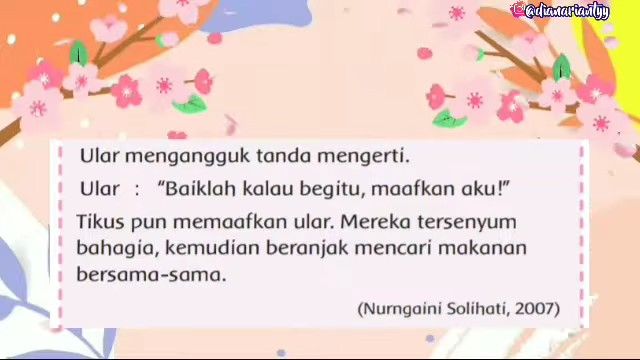 @dianariantyy
Ular mengangguk tanda mengerti.
Ular : “Baiklah kalau begitu, maafkan aku!”
Tikus pun memaafkan ular. Mereka tersenyum
bahagia, kemudian beranjak mencari makanan
bersama-sama.
(Nurngaini Solihati, 2007)